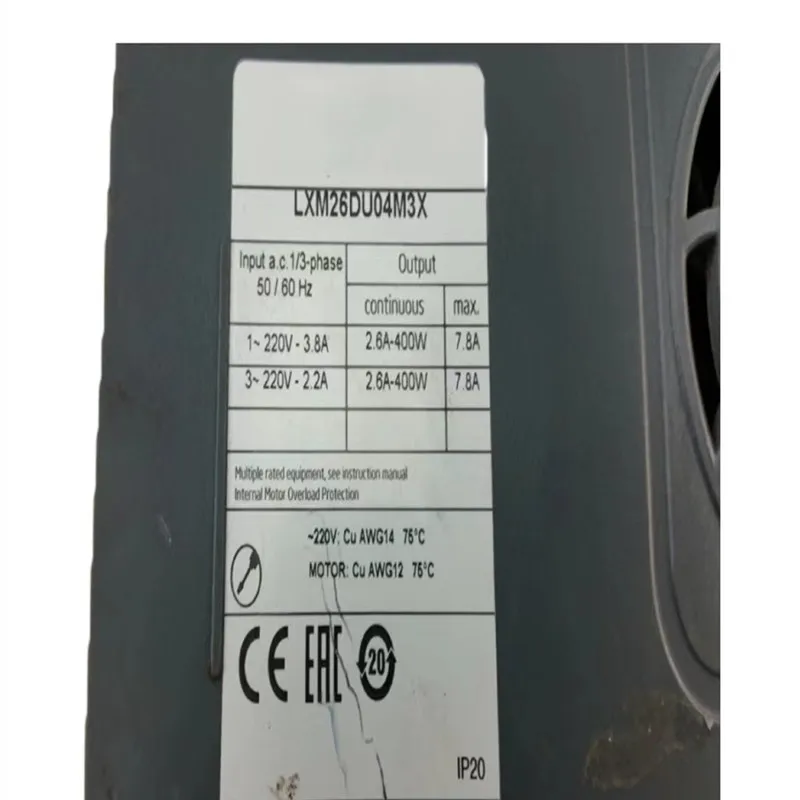 LXM26DU04M3X
Input a.c.1/3-phase
50 / 60 Hz
Output
continuous
max.
1~ 220V - 3.8A
2.6A-400W
7.8A
3~ 220V - 2.2A
2.6A-400W
7.8A
Multiple rated equipment, see instruction manual
Internal Motor Overload Protection
~220V: Cu AWG14 75°C
MOTOR: Cu AWG12 75°C
CE EAC 20
IP20